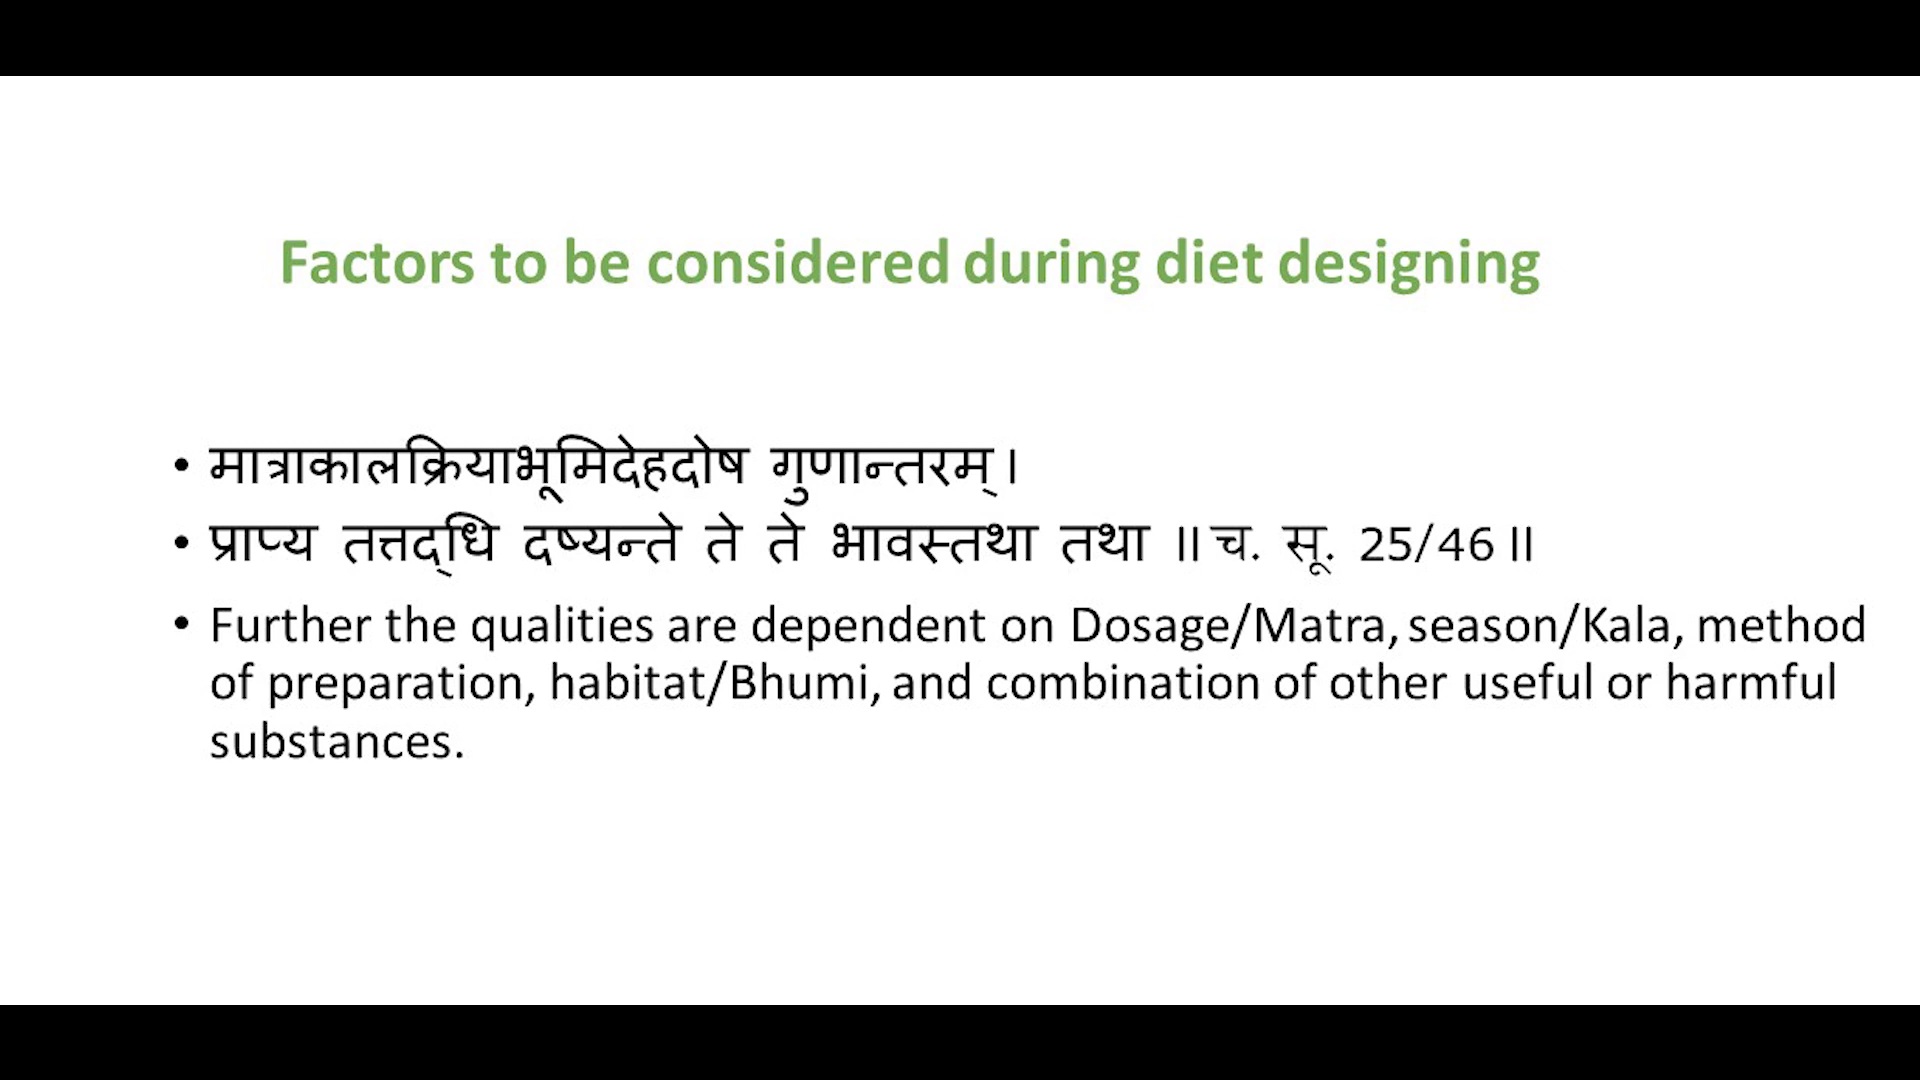 Factors to be considered during diet designing
• मात्राकालक्रियाभूमिदेहदोष गुणान्तरम् ।
• प्राप्य तत्तद्धि दष्यन्ते ते ते भावस्तथा तथा ॥ च. सू. 25/46 ॥
• Further the qualities are dependent on Dosage/Matra, season/Kala, method
of preparation, habitat/Bhumi, and combination of other useful or harmful
substances.